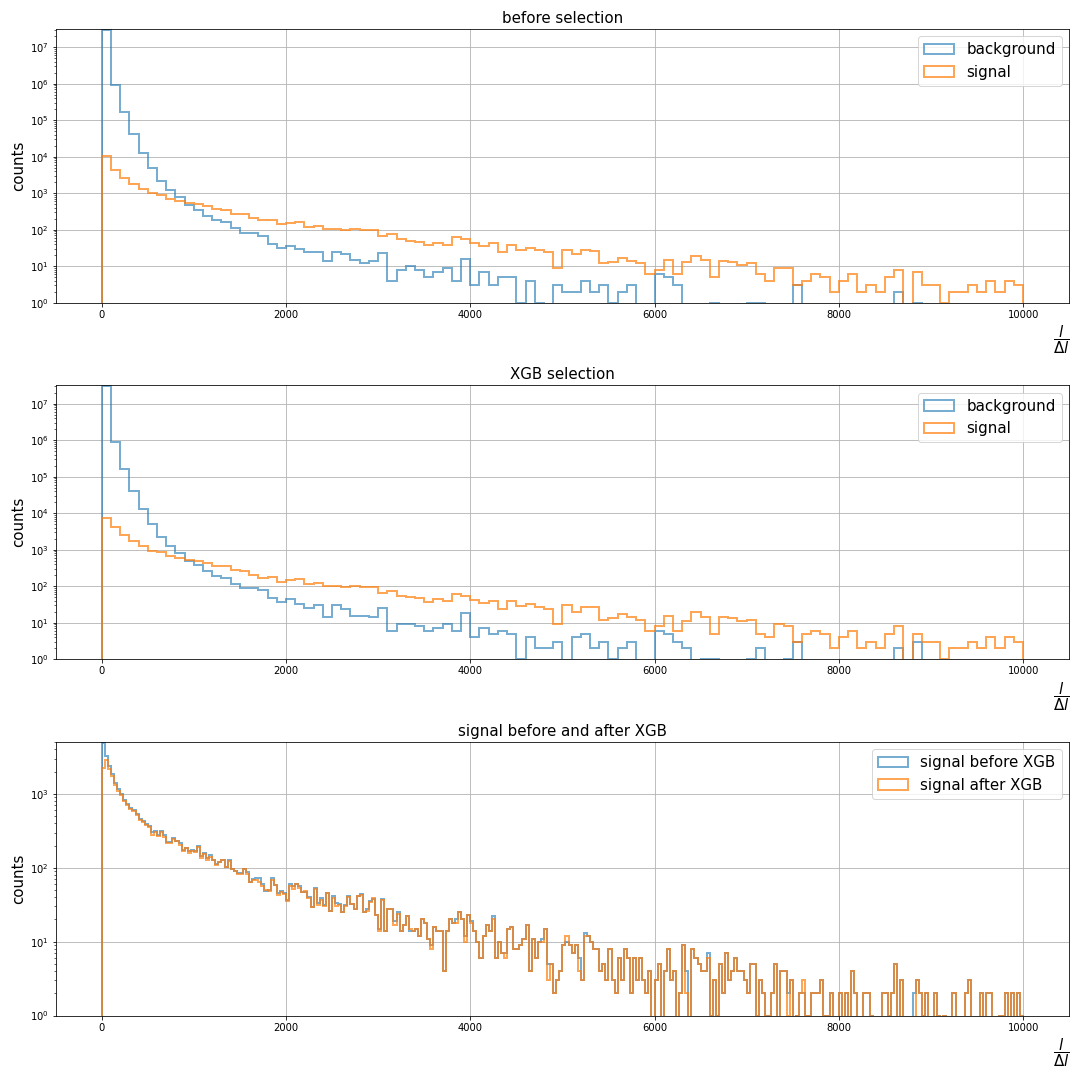 before selection
background
signal
10⁷
10⁶
10⁵
10⁴
10³
10²
10¹
10⁰
counts
0 2000 4000 6000 8000 10000
l
Δl
XGB selection
background
signal
10⁷
10⁶
10⁵
10⁴
10³
10²
10¹
10⁰
counts
0 2000 4000 6000 8000 10000
l
Δl
signal before and after XGB
signal before XGB
signal after XGB
10³
10²
10¹
10⁰
counts
0 2000 4000 6000 8000 10000
l
Δl